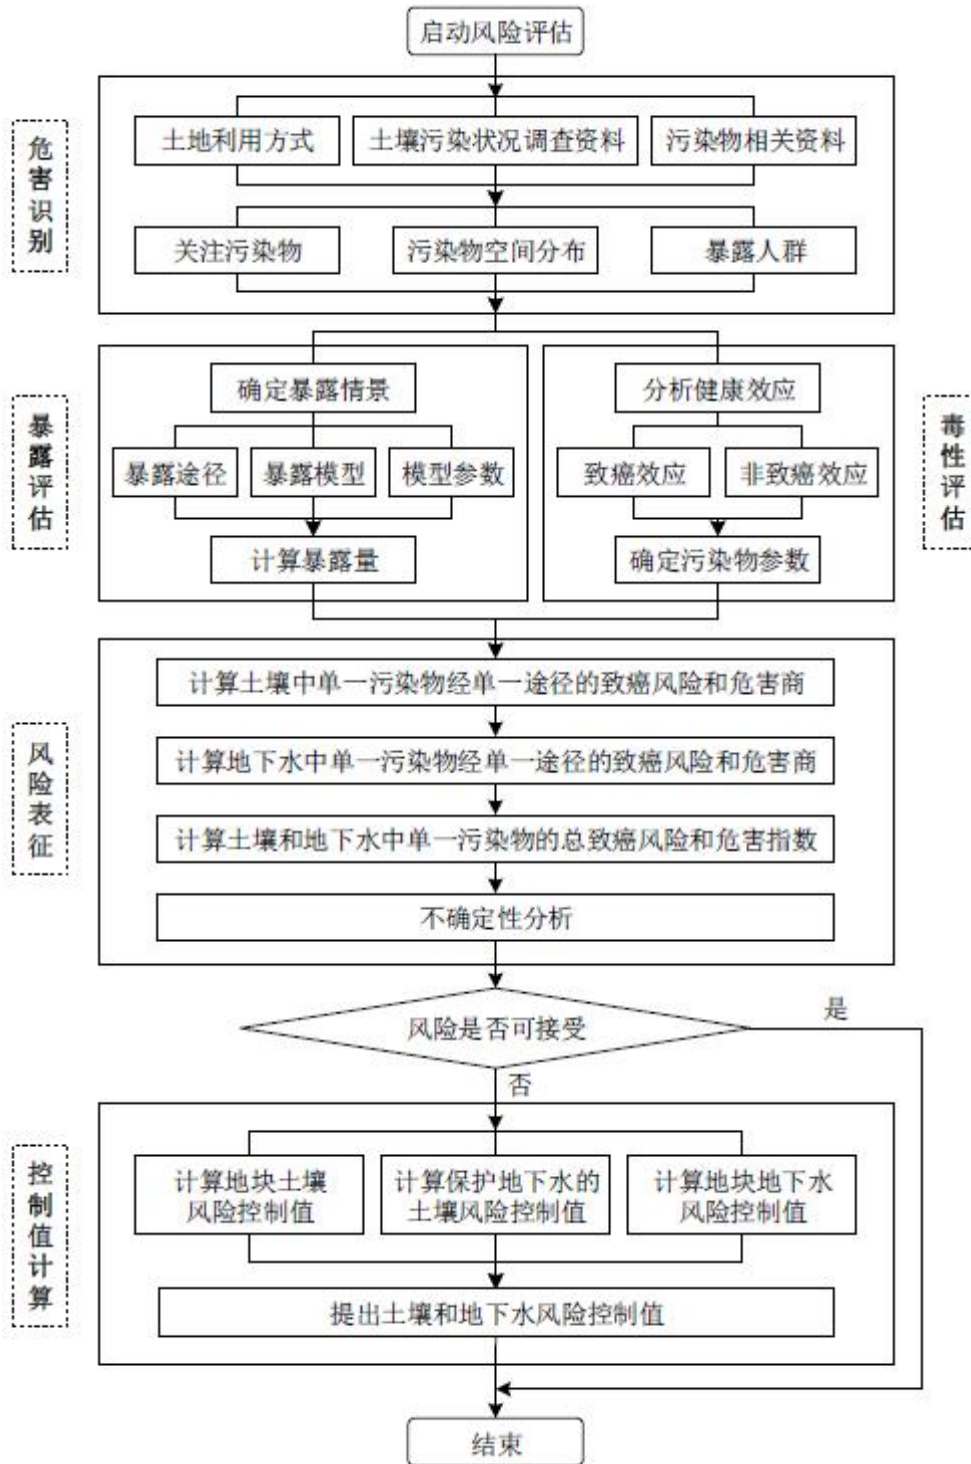 启动风险评估
危害识别
土地利用方式
土壤污染状况调查资料
污染物相关资料
关注污染物
污染物空间分布
暴露人群
暴露评估
确定暴露情景
暴露途径
暴露模型
模型参数
计算暴露量
毒性评估
分析健康效应
致癌效应
非致癌效应
确定污染物参数
风险表征
计算土壤中单一污染物经单一途径的致癌风险和危害商
计算地下水中单一污染物经单一途径的致癌风险和危害商
计算土壤和地下水中单一污染物的总致癌风险和危害指数
不确定性分析
风险是否可接受
是
否
控制值计算
计算地块土壤
风险控制值
计算保护地下水的
土壤风险控制值
计算地块地下水
风险控制值
提出土壤和地下水风险控制值
结束